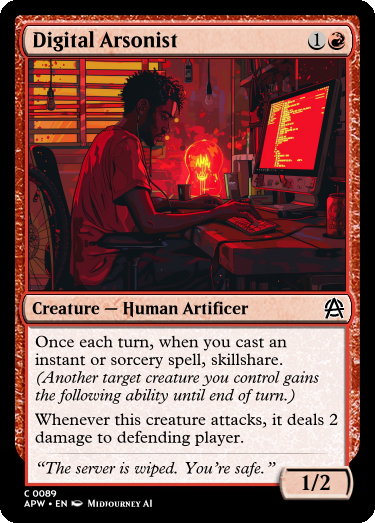 Digital Arsonist 1
Creature — Human Artificer
Once each turn, when you cast an
instant or sorcery spell, skillshare.
(Another target creature you control gains
the following ability until end of turn.)
Whenever this creature attacks, it deals 2
damage to defending player.
"The server is wiped. You're safe."
1/2
C 0089
APW • EN Midjourney AI